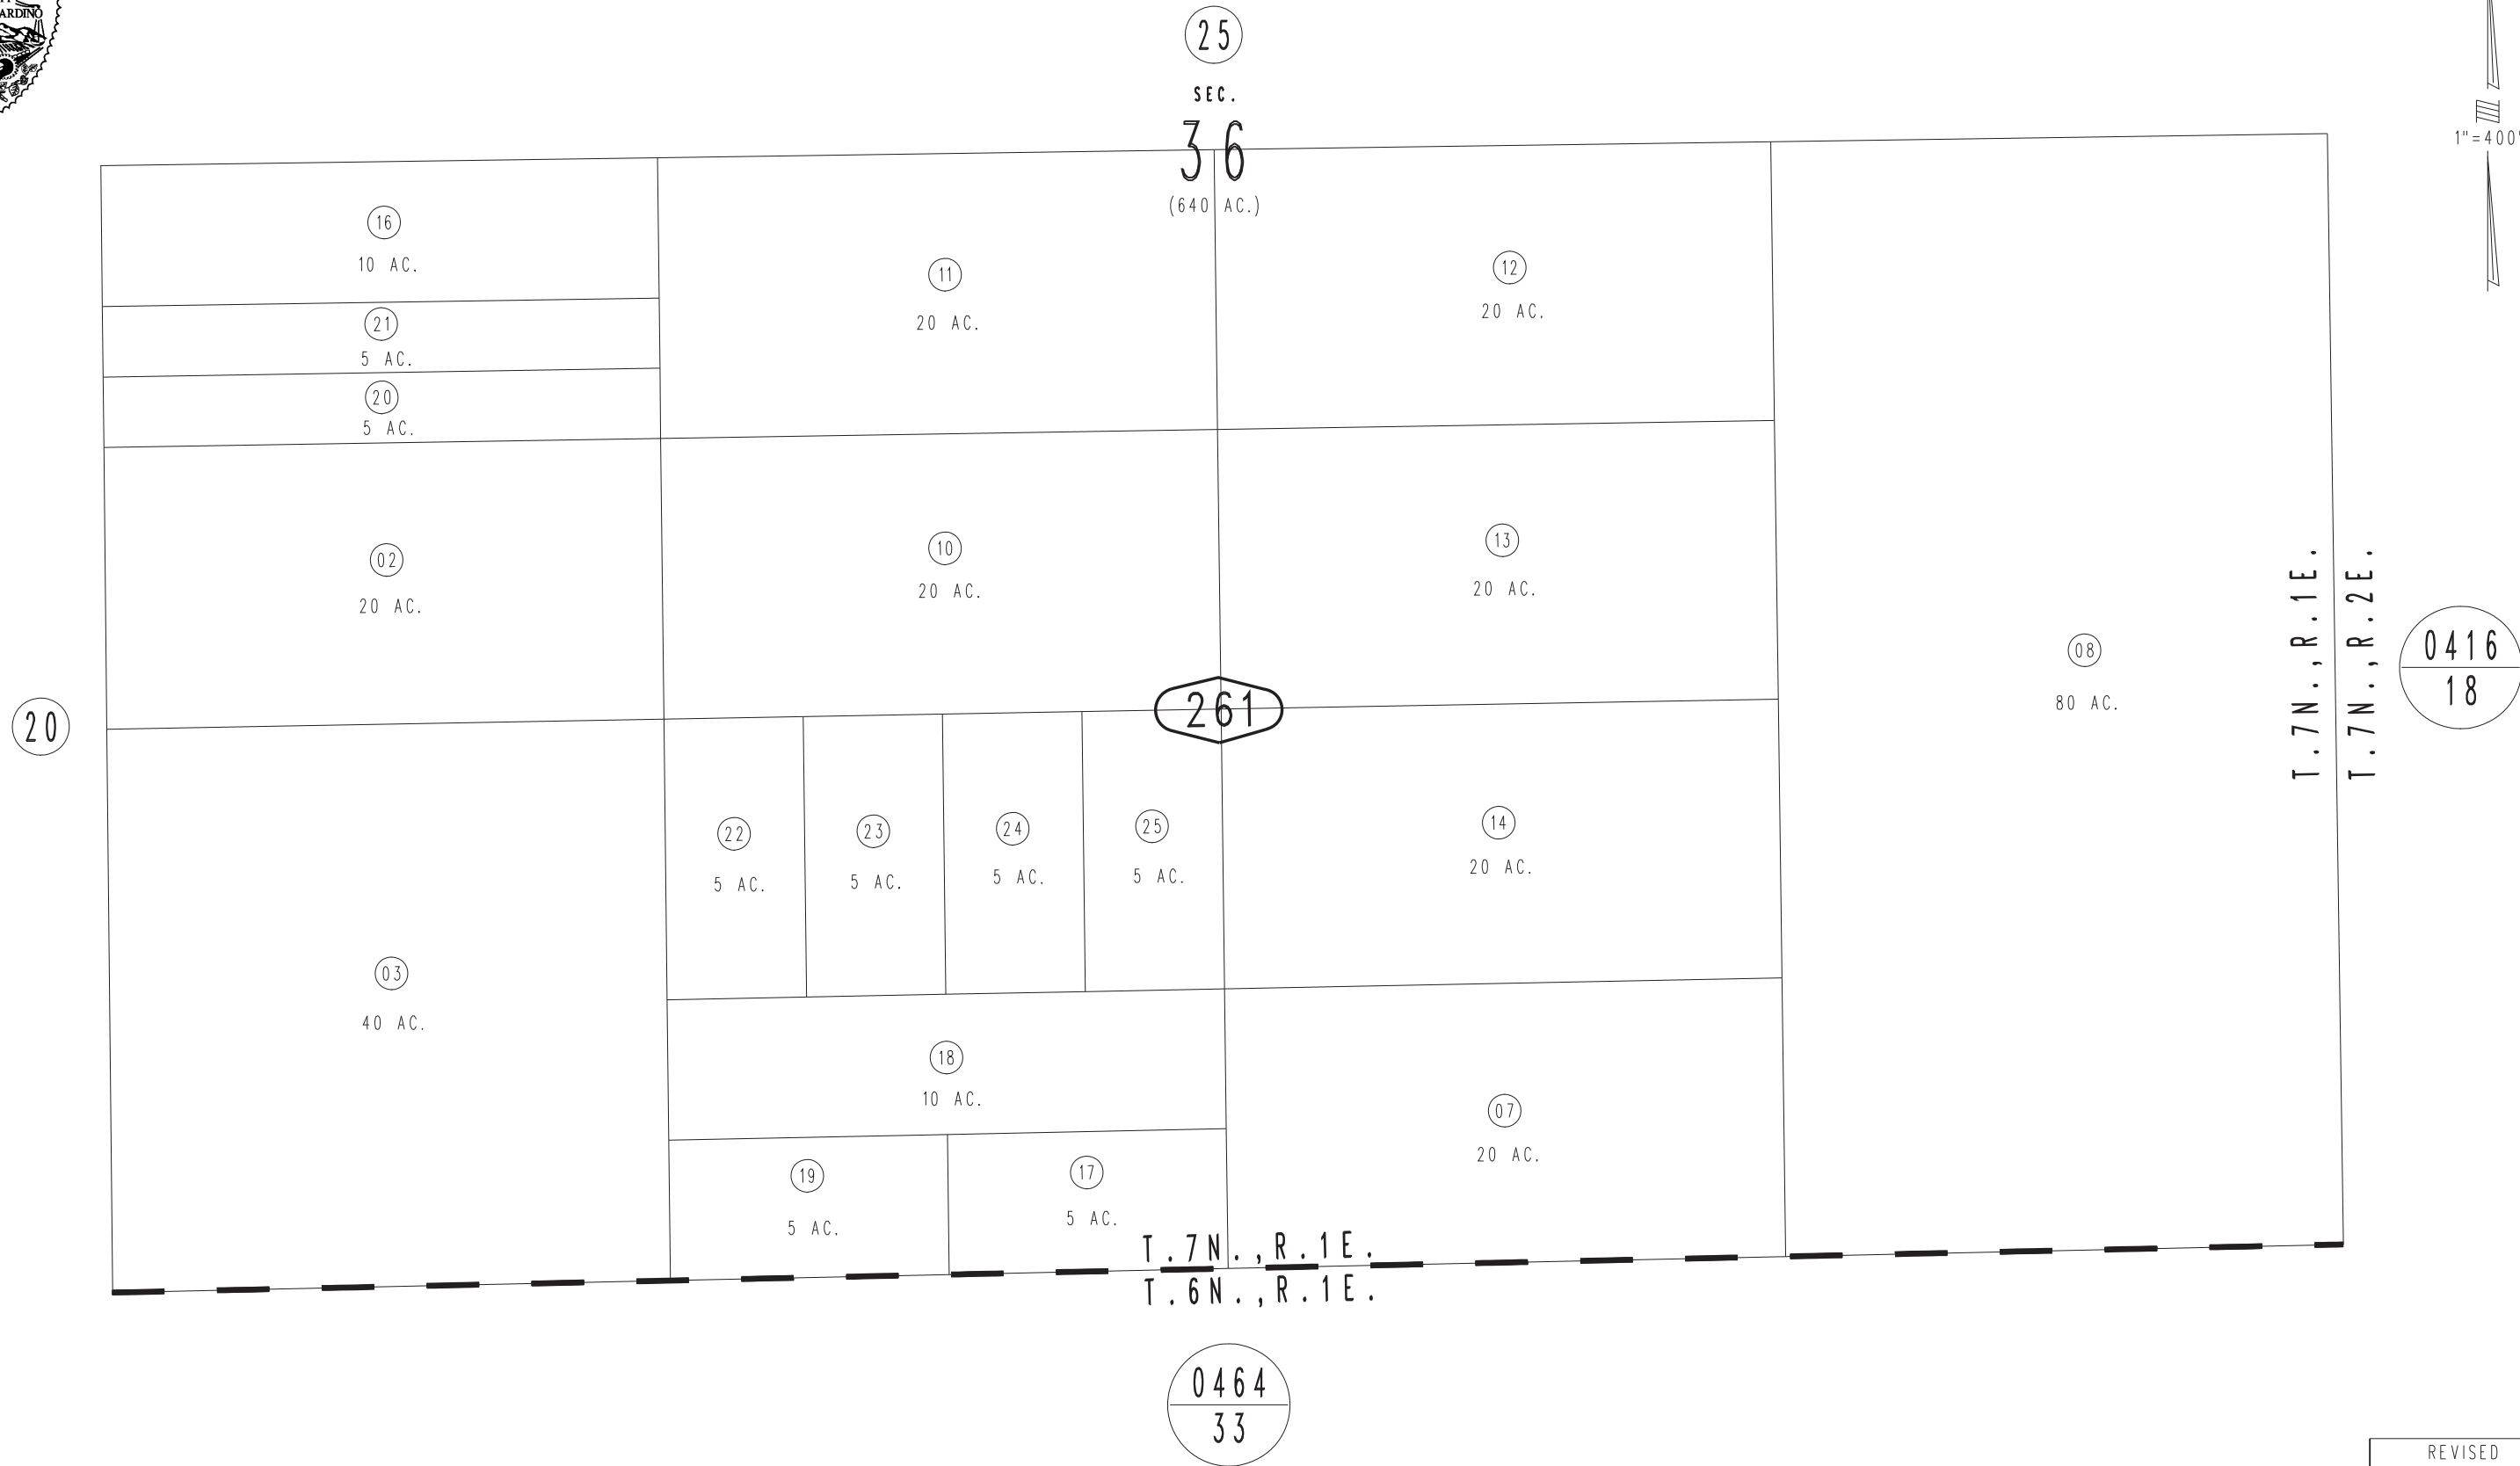 ARDINO
25
SEC.
36
(640 AC.)
1"=400'
16
10 AC.
21
5 AC.
20
5 AC.
11
20 AC.
12
20 AC.
02
20 AC.
10
20 AC.
13
20 AC.
08
80 AC.
T.7N.,R.1E.
T.7N.,R.2E.
0416
18
20
261
22
5 AC.
23
5 AC.
24
5 AC.
25
5 AC.
14
20 AC.
03
40 AC.
18
10 AC.
07
20 AC.
19
5 AC.
17
5 AC.
T.7N.,R.1E.
T.6N.,R.1E.
0464
33
REVISED